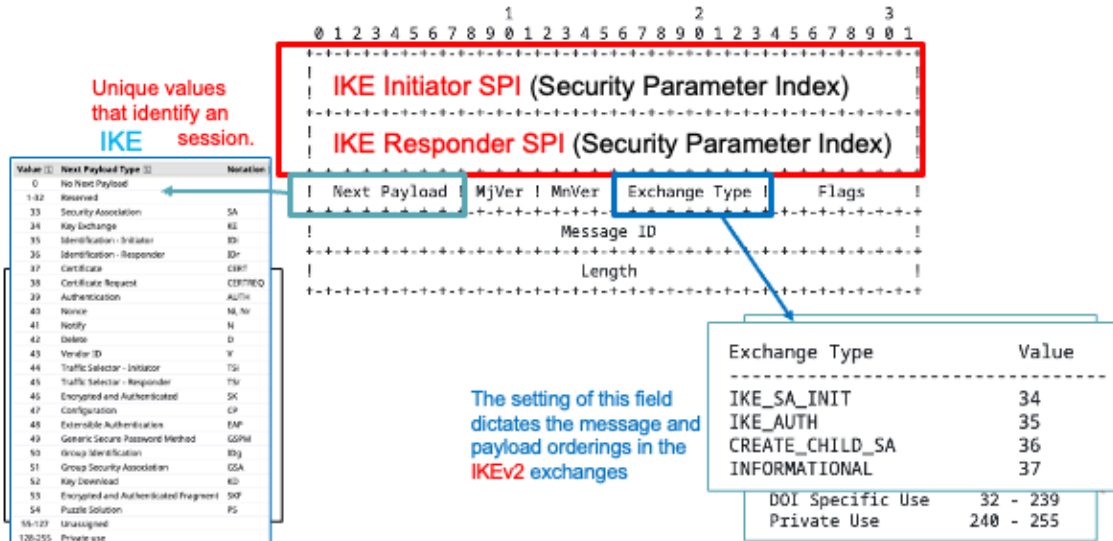 1 2 3
0 1 2 3 4 5 6 7 8 9 0 1 2 3 4 5 6 7 8 9 0 1 2 3 4 5 6 7 8 9 0 1
+-+-+-+-+-+-+-+-+-+-+-+-+-+-+-+-+-+-+-+-+-+-+-+-+-+-+-+-+-+-+-+-+
! IKE Initiator SPI (Security Parameter Index) !
+-+-+-+-+-+-+-+-+-+-+-+-+-+-+-+-+-+-+-+-+-+-+-+-+-+-+-+-+-+-+-+-+
! IKE Responder SPI (Security Parameter Index) !
! Next Payload ! MjVer ! MnVer ! Exchange Type ! Flags !
+-+-+-+-+-+-+-+-+-+-+-+-+-+-+-+-+-+-+-+-+-+-+-+-+-+-+-+-+-+-+-+-+
! Message ID !
+-+-+-+-+-+-+-+-+-+-+-+-+-+-+-+-+-+-+-+-+-+-+-+-+-+-+-+-+-+-+-+-+
! Length !
+-+-+-+-+-+-+-+-+-+-+-+-+-+-+-+-+-+-+-+-+-+-+-+-+-+-+-+-+-+-+-+-+
Unique values
that identify an
IKE session.
Value Next Payload Type Notation
0 No Next Payload
1-32 Reserved
33 Security Association SA
34 Key Exchange KE
35 Identification - Initiator IDi
36 Identification - Responder IDr
37 Certificate CERT
38 Certificate Request CERTREQ
39 Authentication AUTH
40 Nonce Ni, Nr
41 Notify N
42 Delete D
43 Vendor ID V
44 Traffic Selector - Initiator TSi
45 Traffic Selector - Responder TSr
46 Encrypted and Authenticated SK
47 Configuration CP
48 Extensible Authentication EAP
49 Generic Secure Password Method GSPM
50 Group Identification IDg
51 Group Security Association GSA
52 Key Download KD
53 Encrypted and Authenticated Fragment SKF
54 Puzzle Solution PS
55-127 Unassigned
128-255 Private use
The setting of this field
dictates the message and
payload orderings in the
IKEv2 exchanges
Exchange Type Value
-----------------------------------
IKE_SA_INIT 34
IKE_AUTH 35
CREATE_CHILD_SA 36
INFORMATIONAL 37
DOI Specific Use 32 - 239
Private Use 240 - 255